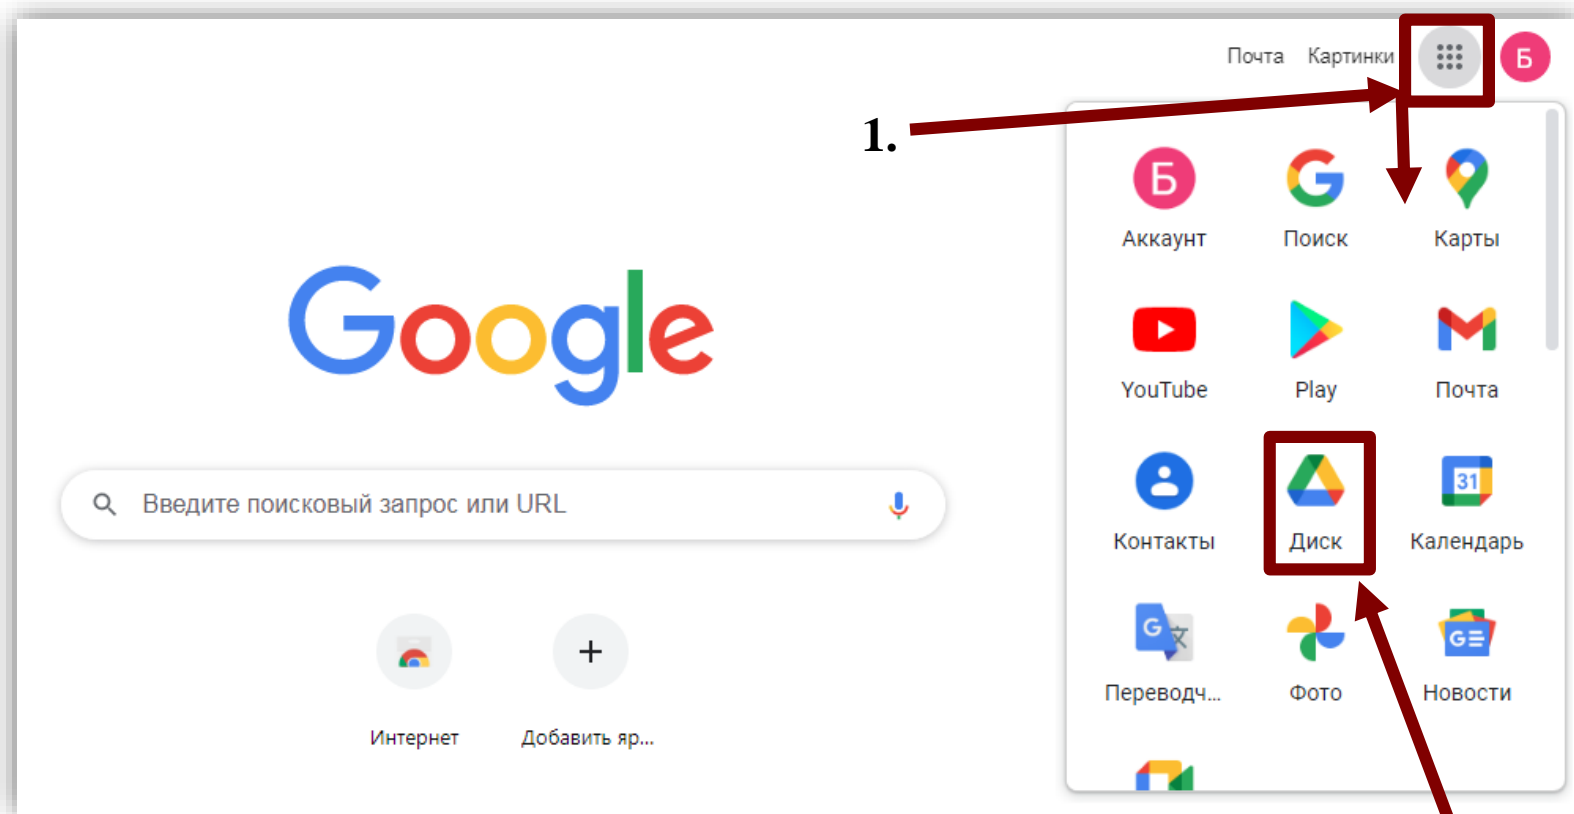 Почта Картинки Б
1.
Б
Аккаунт Поиск Карты
Google
YouTube Play Почта
Введите поисковый запрос или URL
31
Контакты Диск Календарь
G 文 G
Переводч... Фото Новости
Интернет Добавить яр...